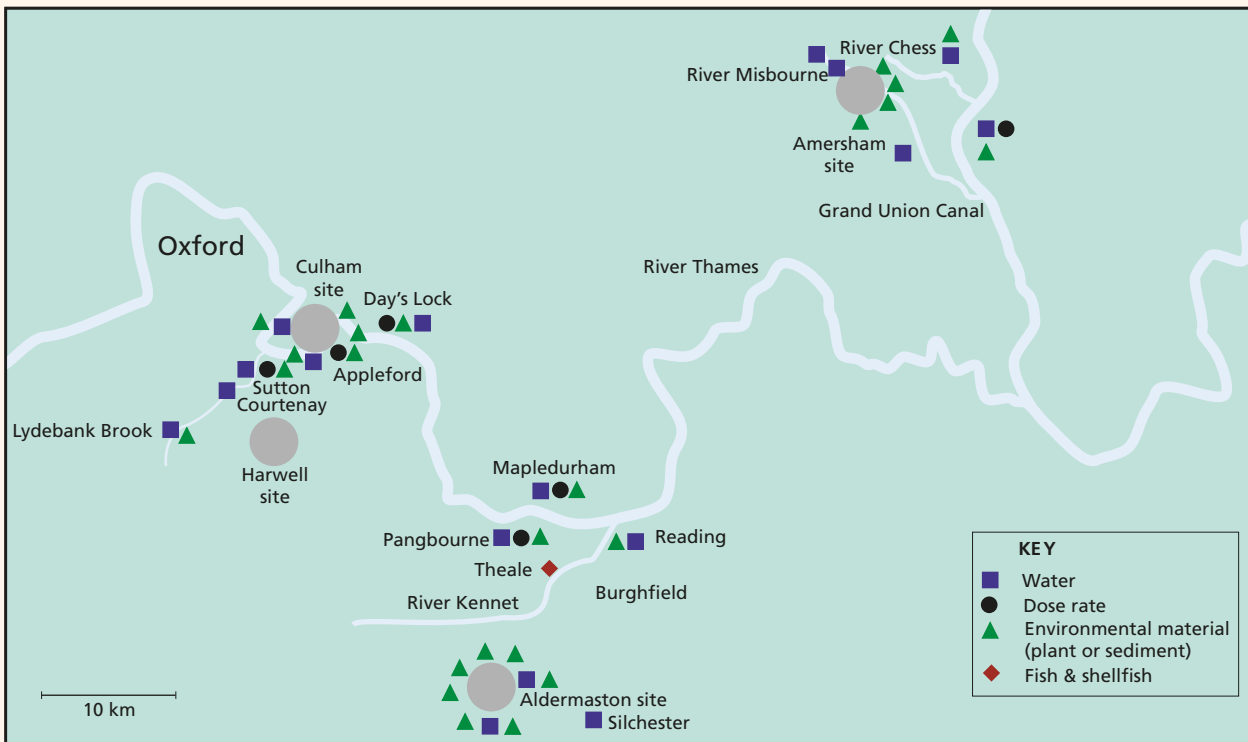 River Chess
River Misbourne
Amersham
site
Grand Union Canal
Oxford
Culham
site
River Thames
Day's Lock
Appleford
Sutton
Courtenay
Lydebank Brook
Harwell
site
Mapledurham
Pangbourne
Reading
Theale
Burghfield
River Kennet
Aldermaston site
Silchester
10 km
KEY
Water
Dose rate
Environmental material
(plant or sediment)
Fish & shellfish